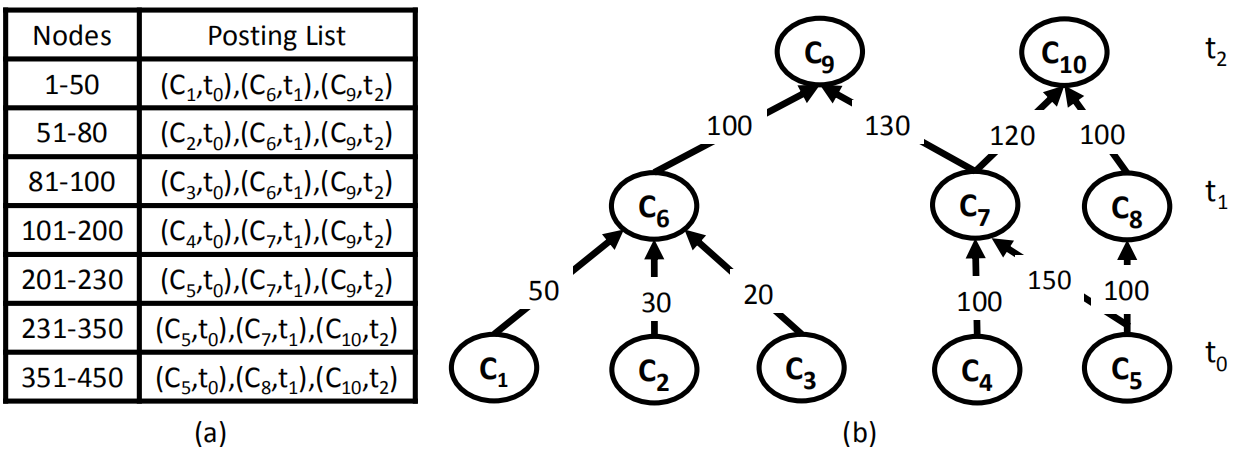 Nodes Posting List
1-50 (C1,t0),(C6,t1),(C9,t2)
51-80 (C2,t0),(C6,t1),(C9,t2)
81-100 (C3,t0),(C6,t1),(C9,t2)
101-200 (C4,t0),(C7,t1),(C9,t2)
201-230 (C5,t0),(C7,t1),(C9,t2)
231-350 (C5,t0),(C7,t1),(C10,t2)
351-450 (C5,t0),(C8,t1),(C10,t2)
(a)
C9 C10 t2
100 130 120 100
C6 C7 C8 t1
50 30 20 100 150 100
C1 C2 C3 C4 C5 t0
(b)